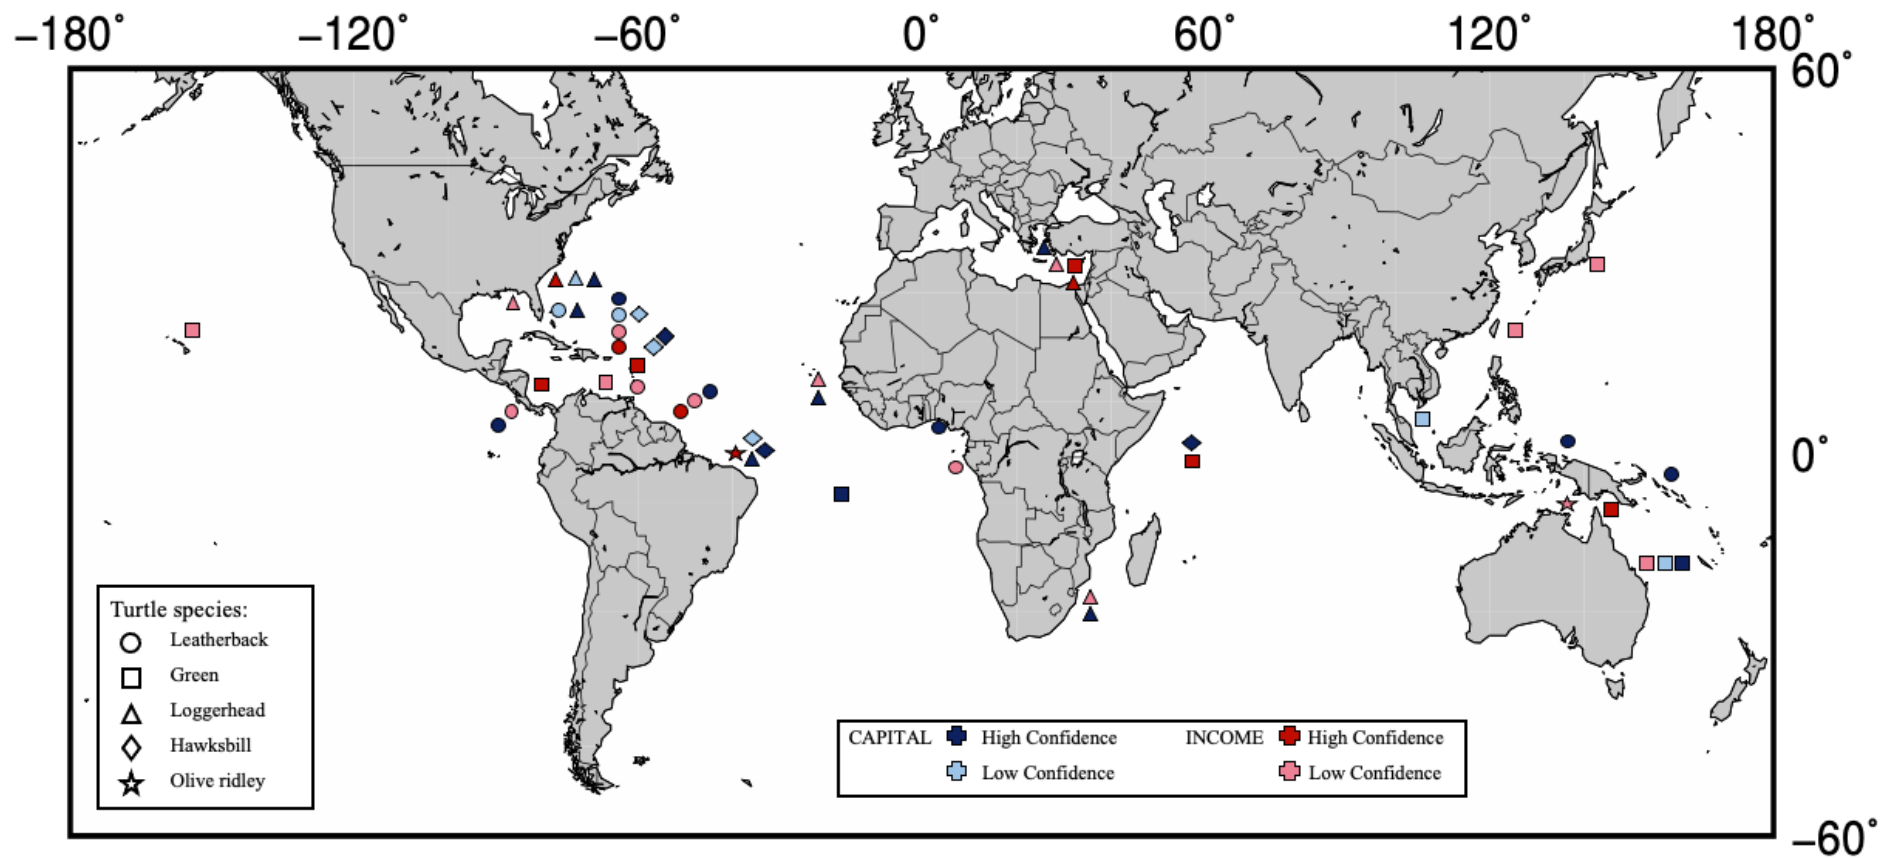 −180° −120° −60° 0° 60° 120° 180°
60°
0°
−60°
Turtle species:
Leatherback
Green
Loggerhead
Hawksbill
Olive ridley
CAPITAL High Confidence INCOME High Confidence
Low Confidence Low Confidence